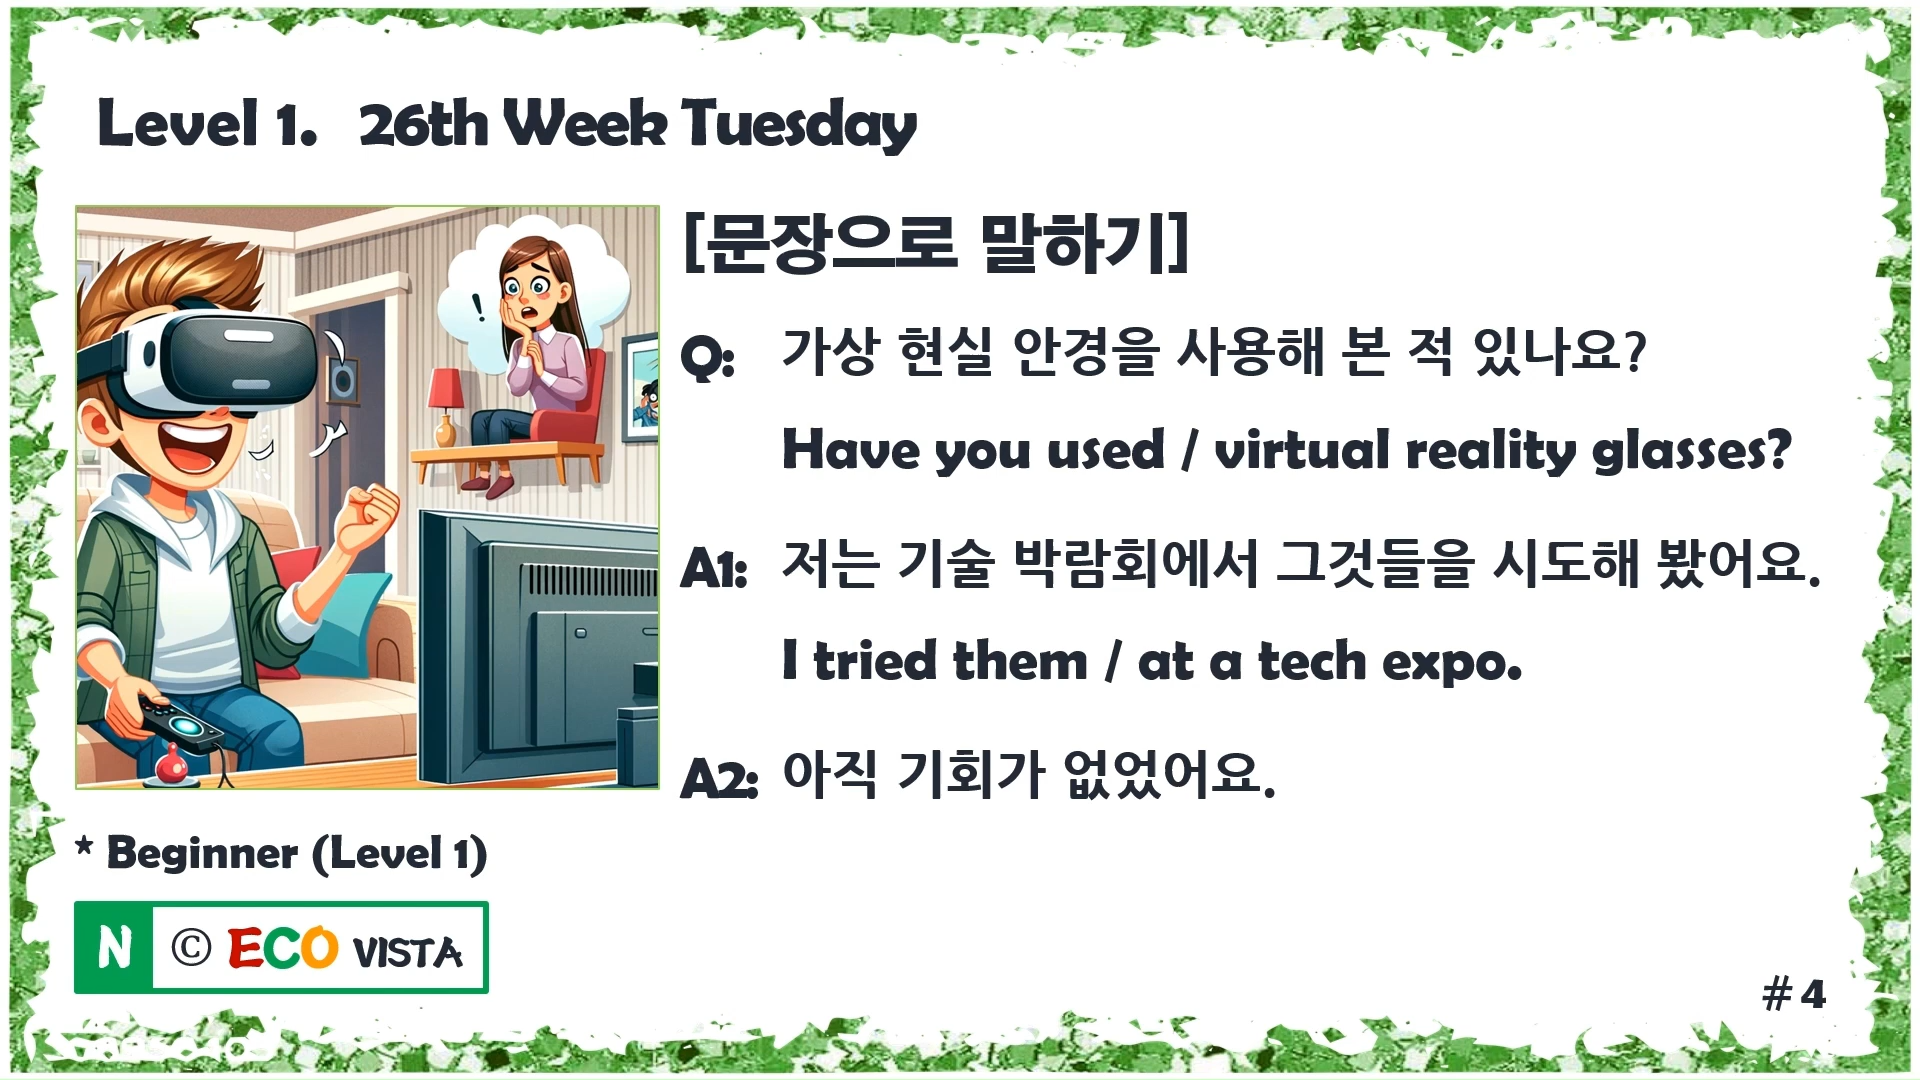 Level 1. 26th Week Tuesday
[문장으로 말하기]
Q: 가상 현실 안경을 사용해 본 적 있나요?
Have you used / virtual reality glasses?
A1: 저는 기술 박람회에서 그것들을 시도해 봤어요.
I tried them / at a tech expo.
A2: 아직 기회가 없었어요.
* Beginner (Level 1)
N © ECO VISTA
#4